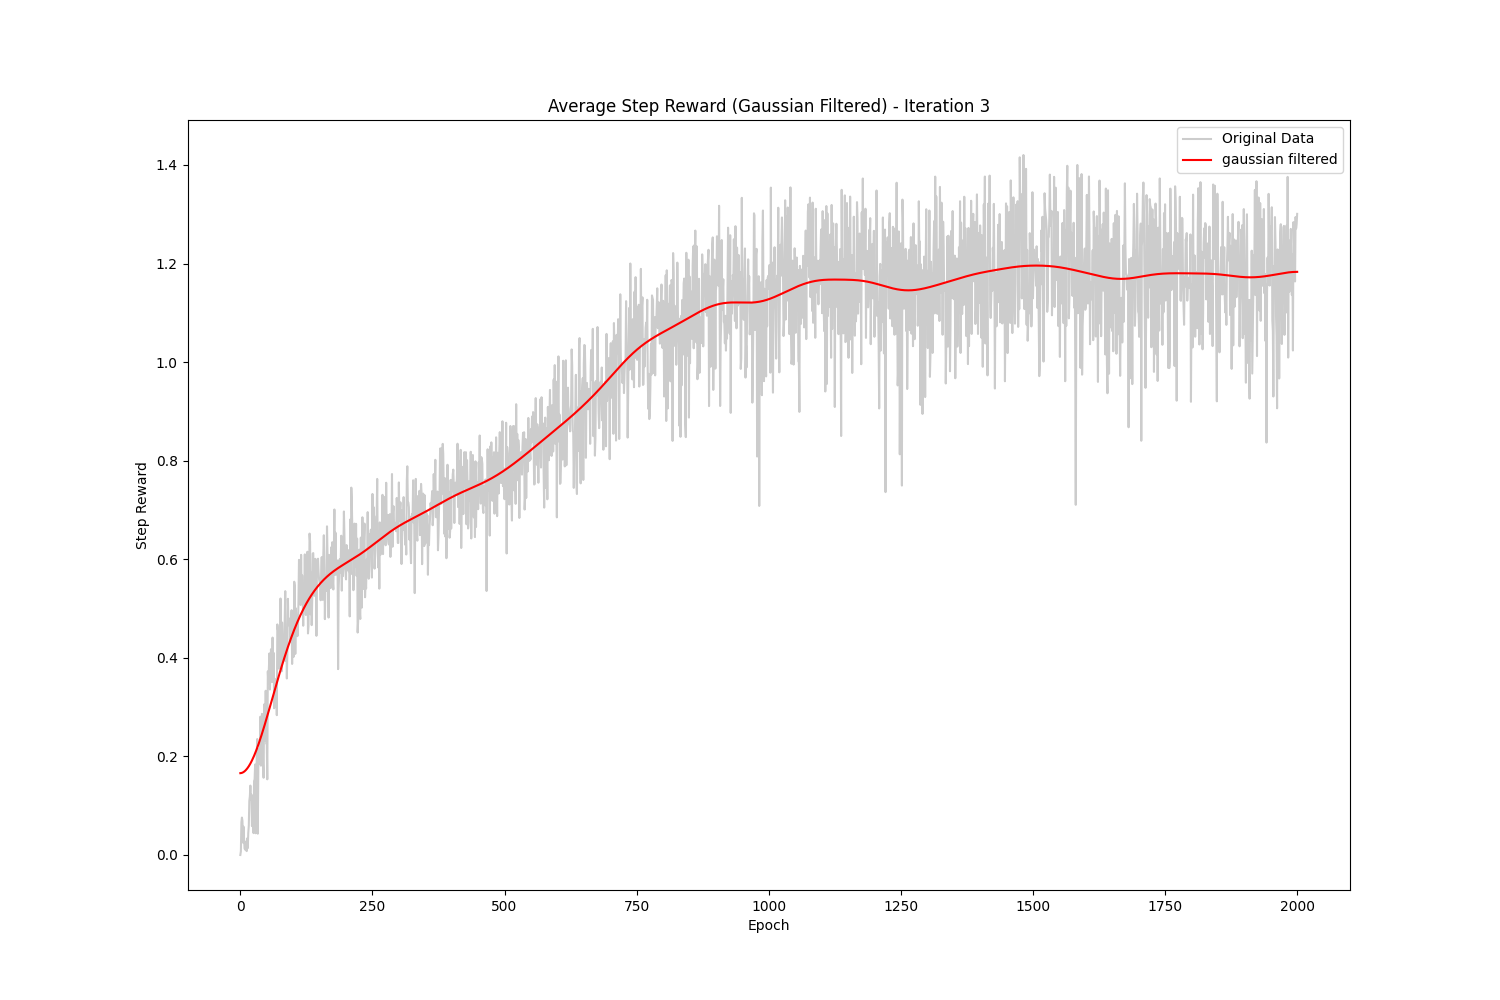 Average Step Reward (Gaussian Filtered) - Iteration 3
Original Data
gaussian filtered
1.4
1.2
1.0
0.8
0.6
0.4
0.2
0.0
Step Reward
0 250 500 750 1000 1250 1500 1750 2000
Epoch